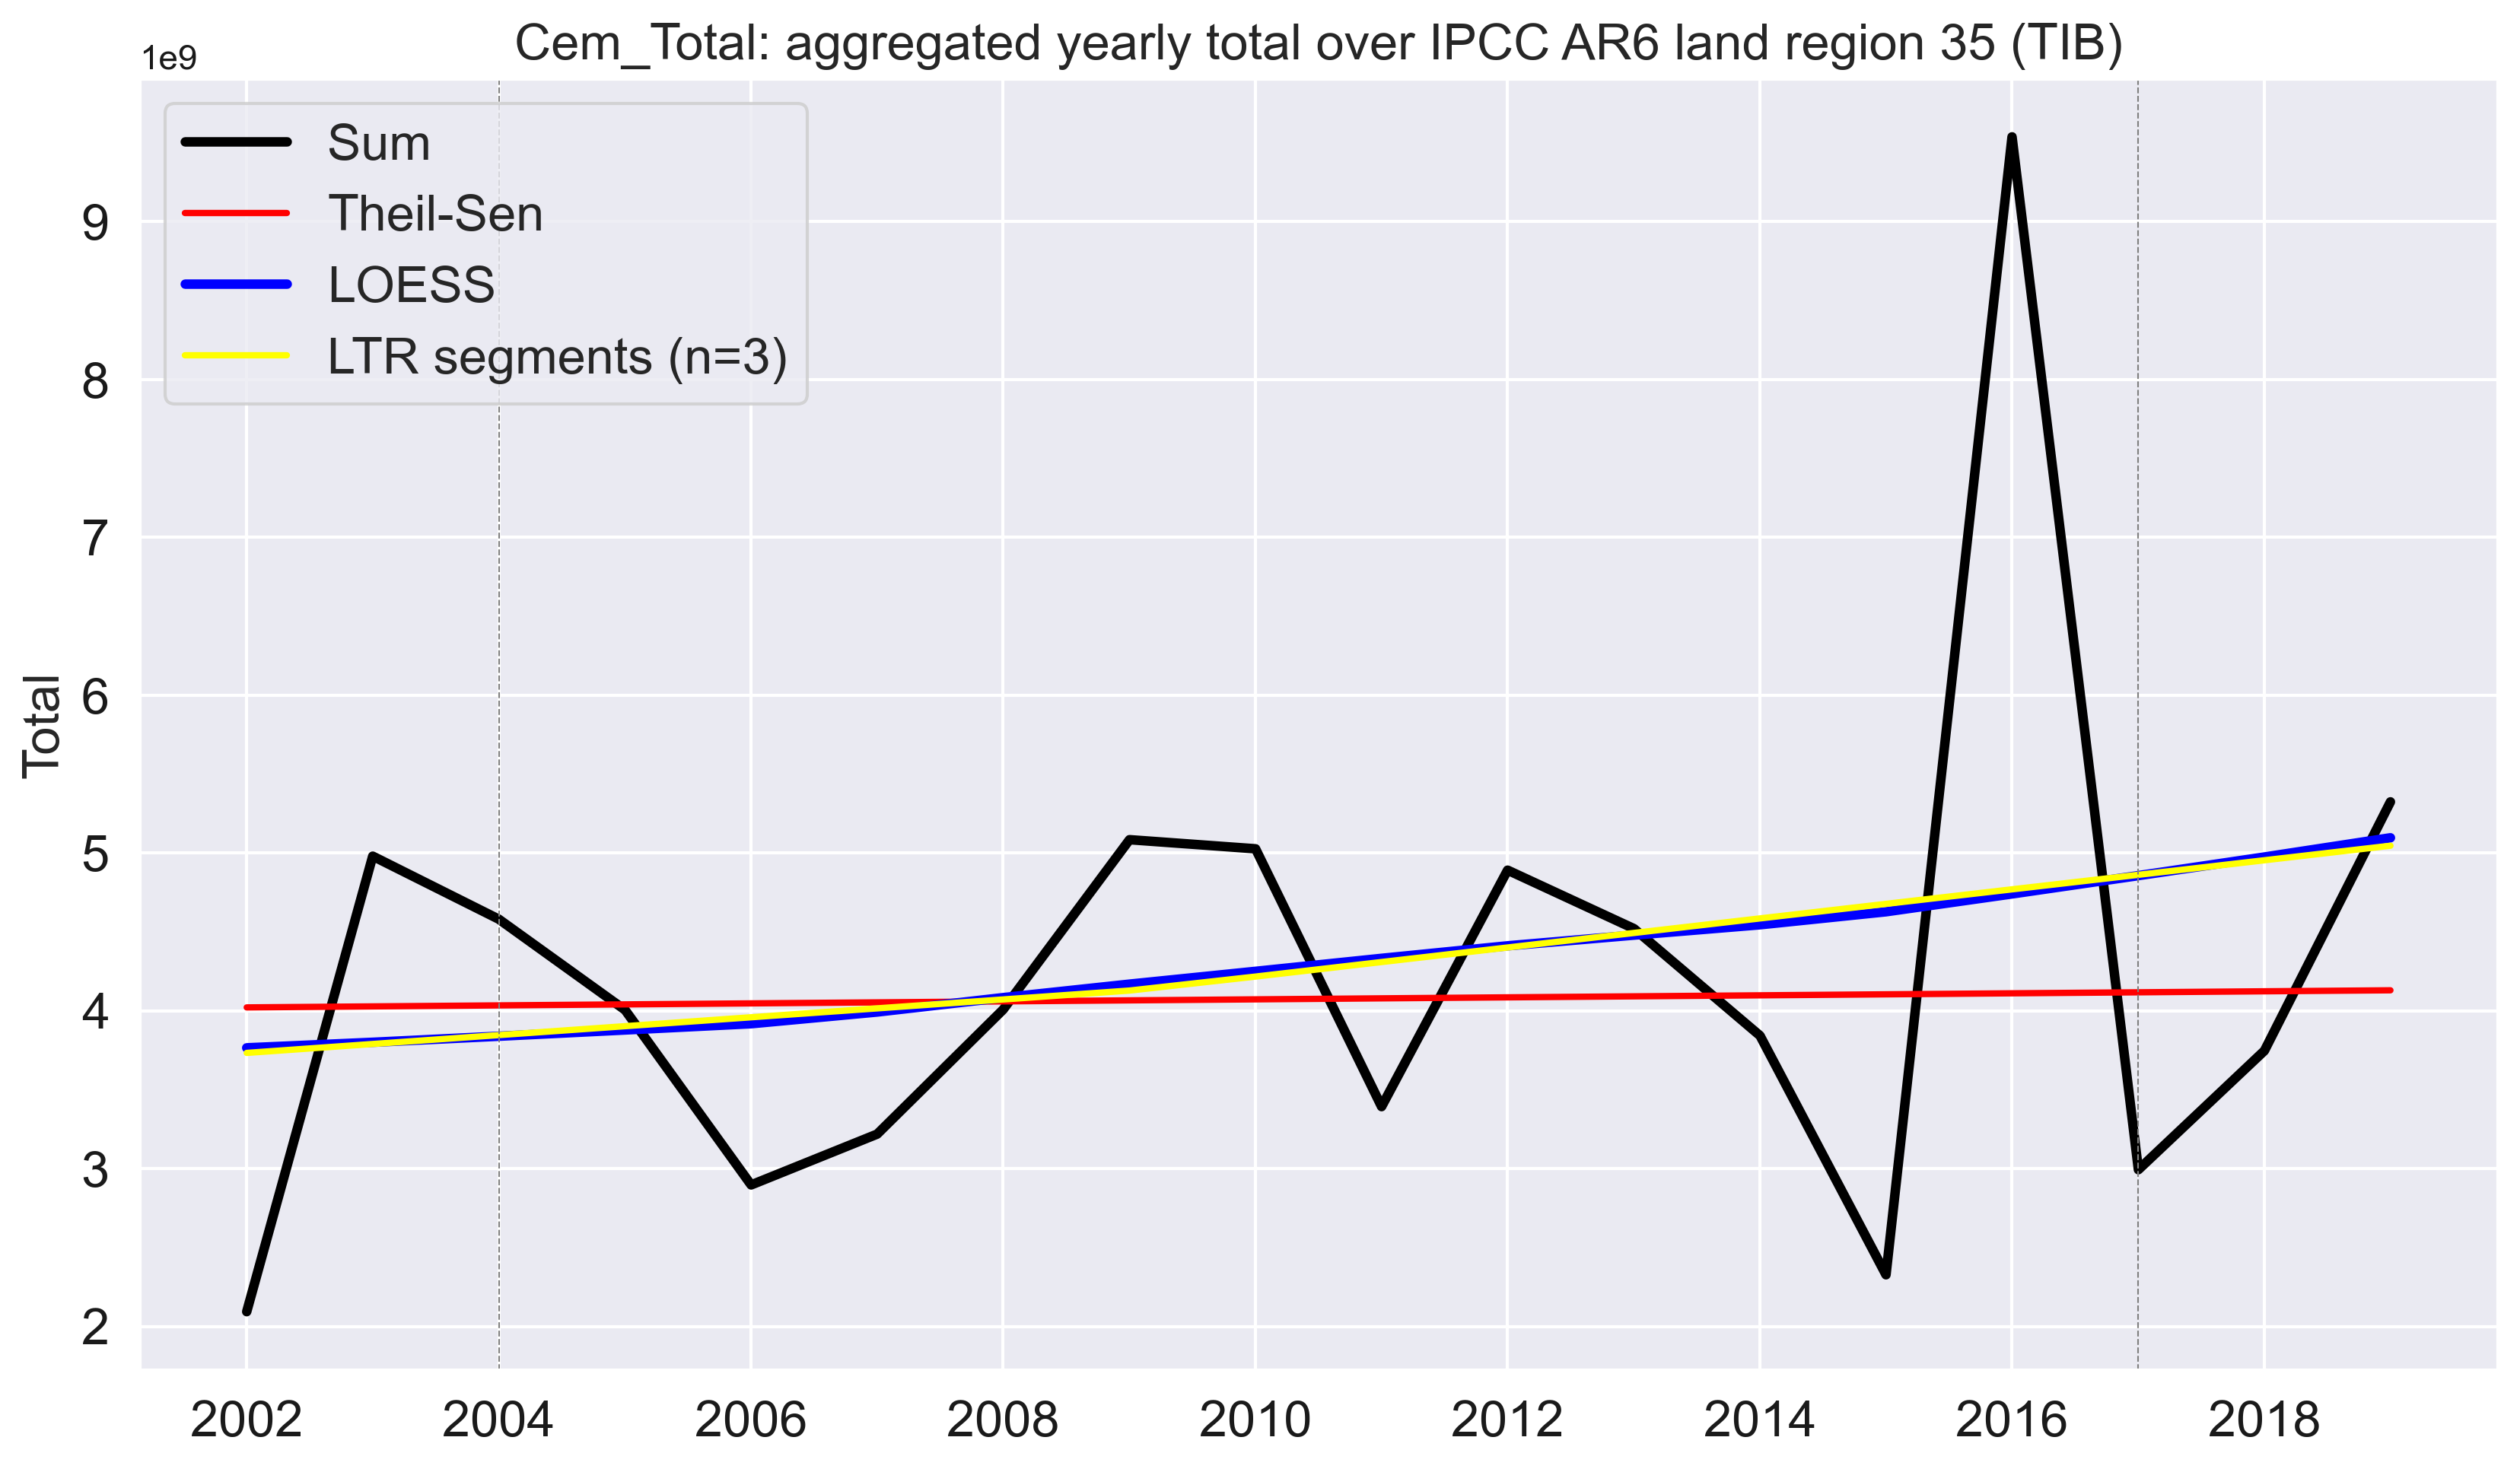 Cem_Total: aggregated yearly total over IPCC AR6 land region 35 (TIB)
1e9
Sum
Theil-Sen
LOESS
LTR segments (n=3)
9
8
7
6
5
4
3
2
Total
2002 2004 2006 2008 2010 2012 2014 2016 2018